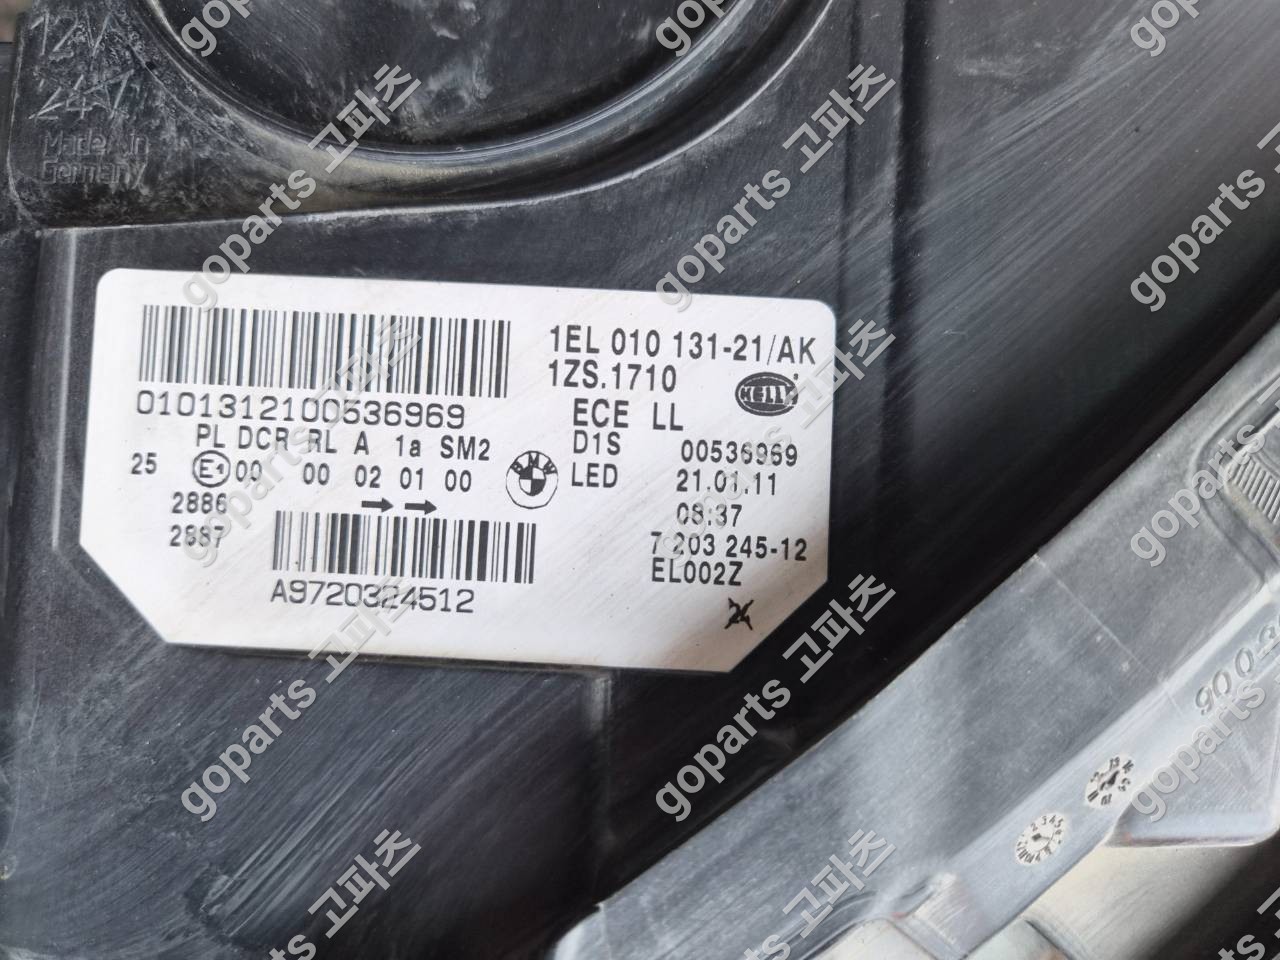 12V
24V
Made in
Germany
0101312100536969
PL DCR RL A 1a SM2
25 E1 00 00 02 01 00
2886
2887
A9720324512
1EL 010 131-21/AK
1ZS.1710
HELLA
ECE LL
D1S
LED
BMW
00536969
21.01.11
08:37
7 203 245-12
EL002Z
goparts 고파츠
goparts 고파츠
goparts 고파츠
goparts 고파츠
goparts 고파츠
goparts 고파츠
goparts 고파츠
goparts 고파츠
goparts
goparts
goparts
goparts